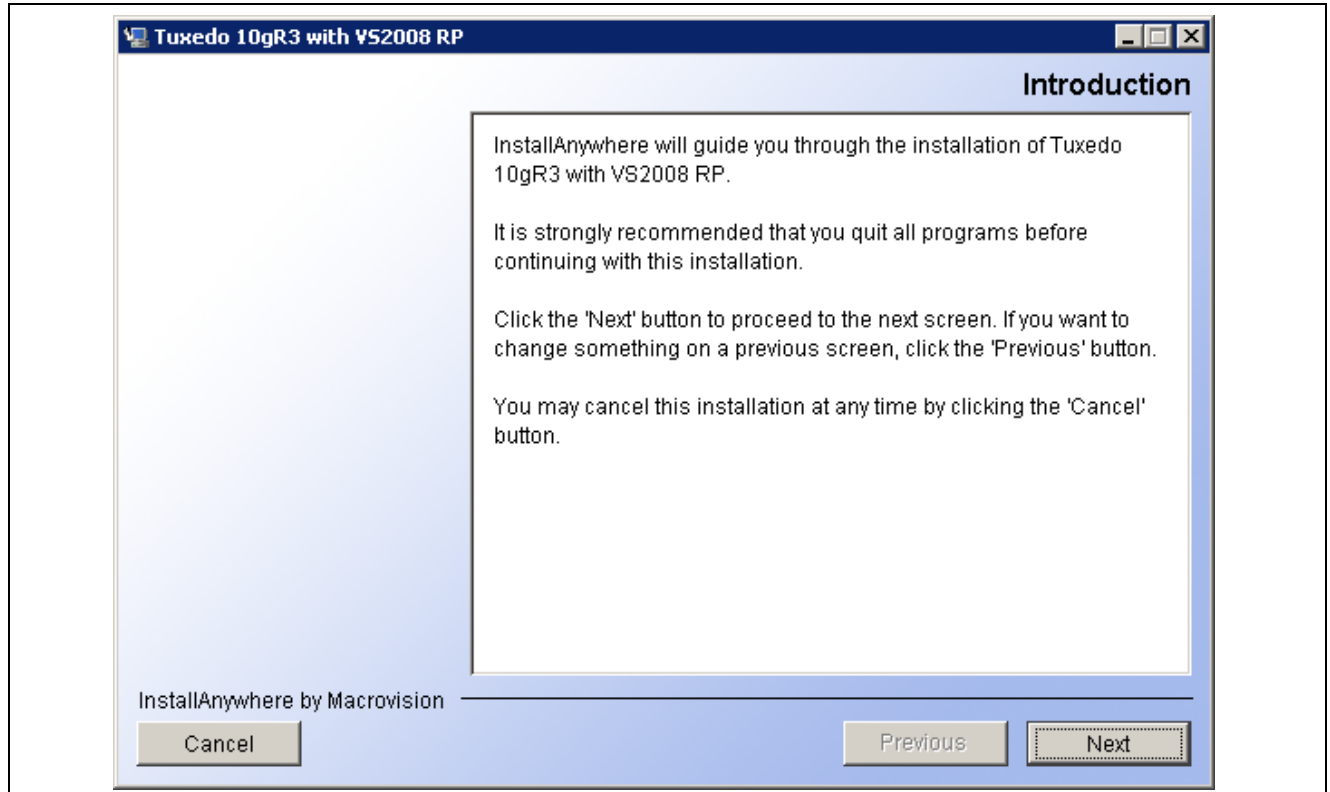 Tuxedo 10gR3 with VS2008 RP
Introduction
InstallAnywhere will guide you through the installation of Tuxedo
10gR3 with VS2008 RP.
It is strongly recommended that you quit all programs before
continuing with this installation.
Click the 'Next' button to proceed to the next screen. If you want to
change something on a previous screen, click the 'Previous' button.
You may cancel this installation at any time by clicking the 'Cancel'
button.
InstallAnywhere by Macrovision
Cancel
Previous
Next